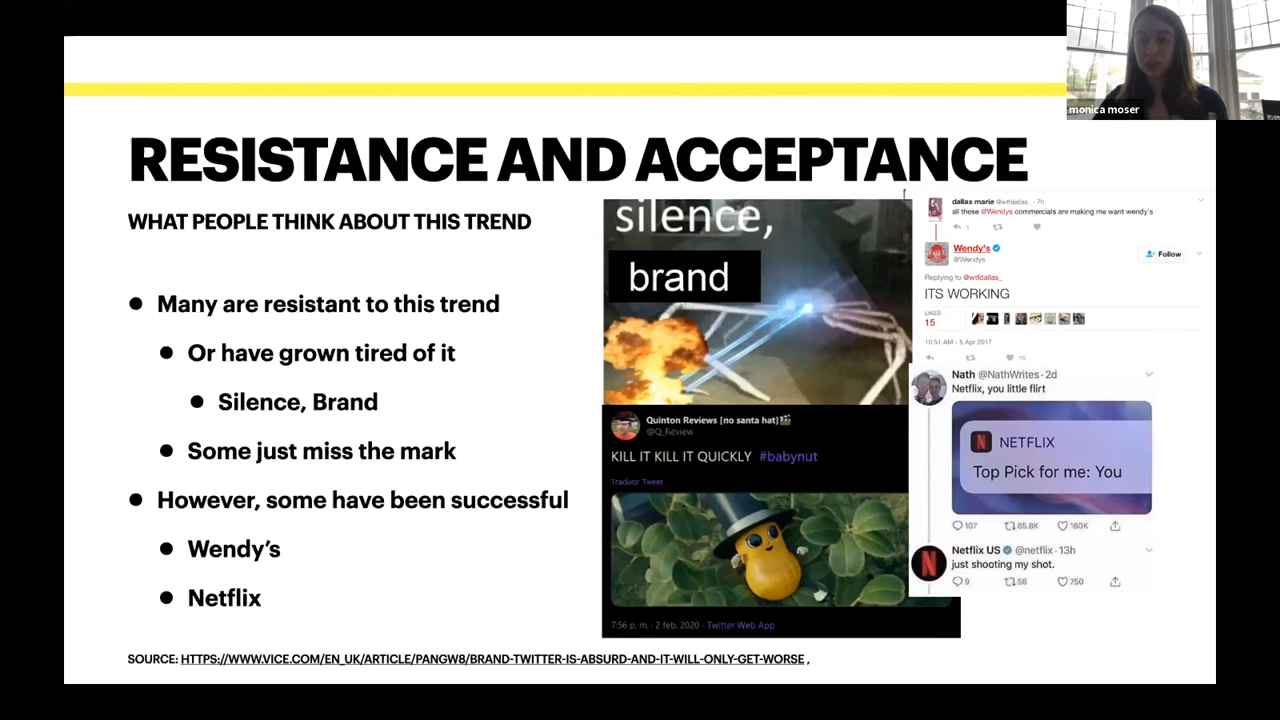 monica moser
RESISTANCE AND ACCEPTANCE
WHAT PEOPLE THINK ABOUT THIS TREND
Many are resistant to this trend
Or have grown tired of it
Silence, Brand
Some just miss the mark
However, some have been successful
Wendy's
Netflix
silence,
brand
Quinton Reviews [no santa hat]
@Q_Review
KILL IT KILL IT QUICKLY #babynut
Traducir Tweet
7:56 p. m. · 2 feb. 2020 · Twitter Web App
dallas marie @wtfdallas_ · 7h
all these @Wendys commercials are making me want wendy's
1
Wendy's
@Wendys
Follow
Replying to @wtfdallas_
ITS WORKING
LIKES
15
10:51 AM - 5 Apr 2017
15
Nath @NathWrites · 2d
Netflix, you little flirt
N NETFLIX
Top Pick for me: You
107 85.8K 160K
N
Netflix US @netflix · 13h
just shooting my shot.
9 56 750
SOURCE: HTTPS://WWW.VICE.COM/EN_UK/ARTICLE/PANGW8/BRAND-TWITTER-IS-ABSURD-AND-IT-WILL-ONLY-GET-WORSE ,